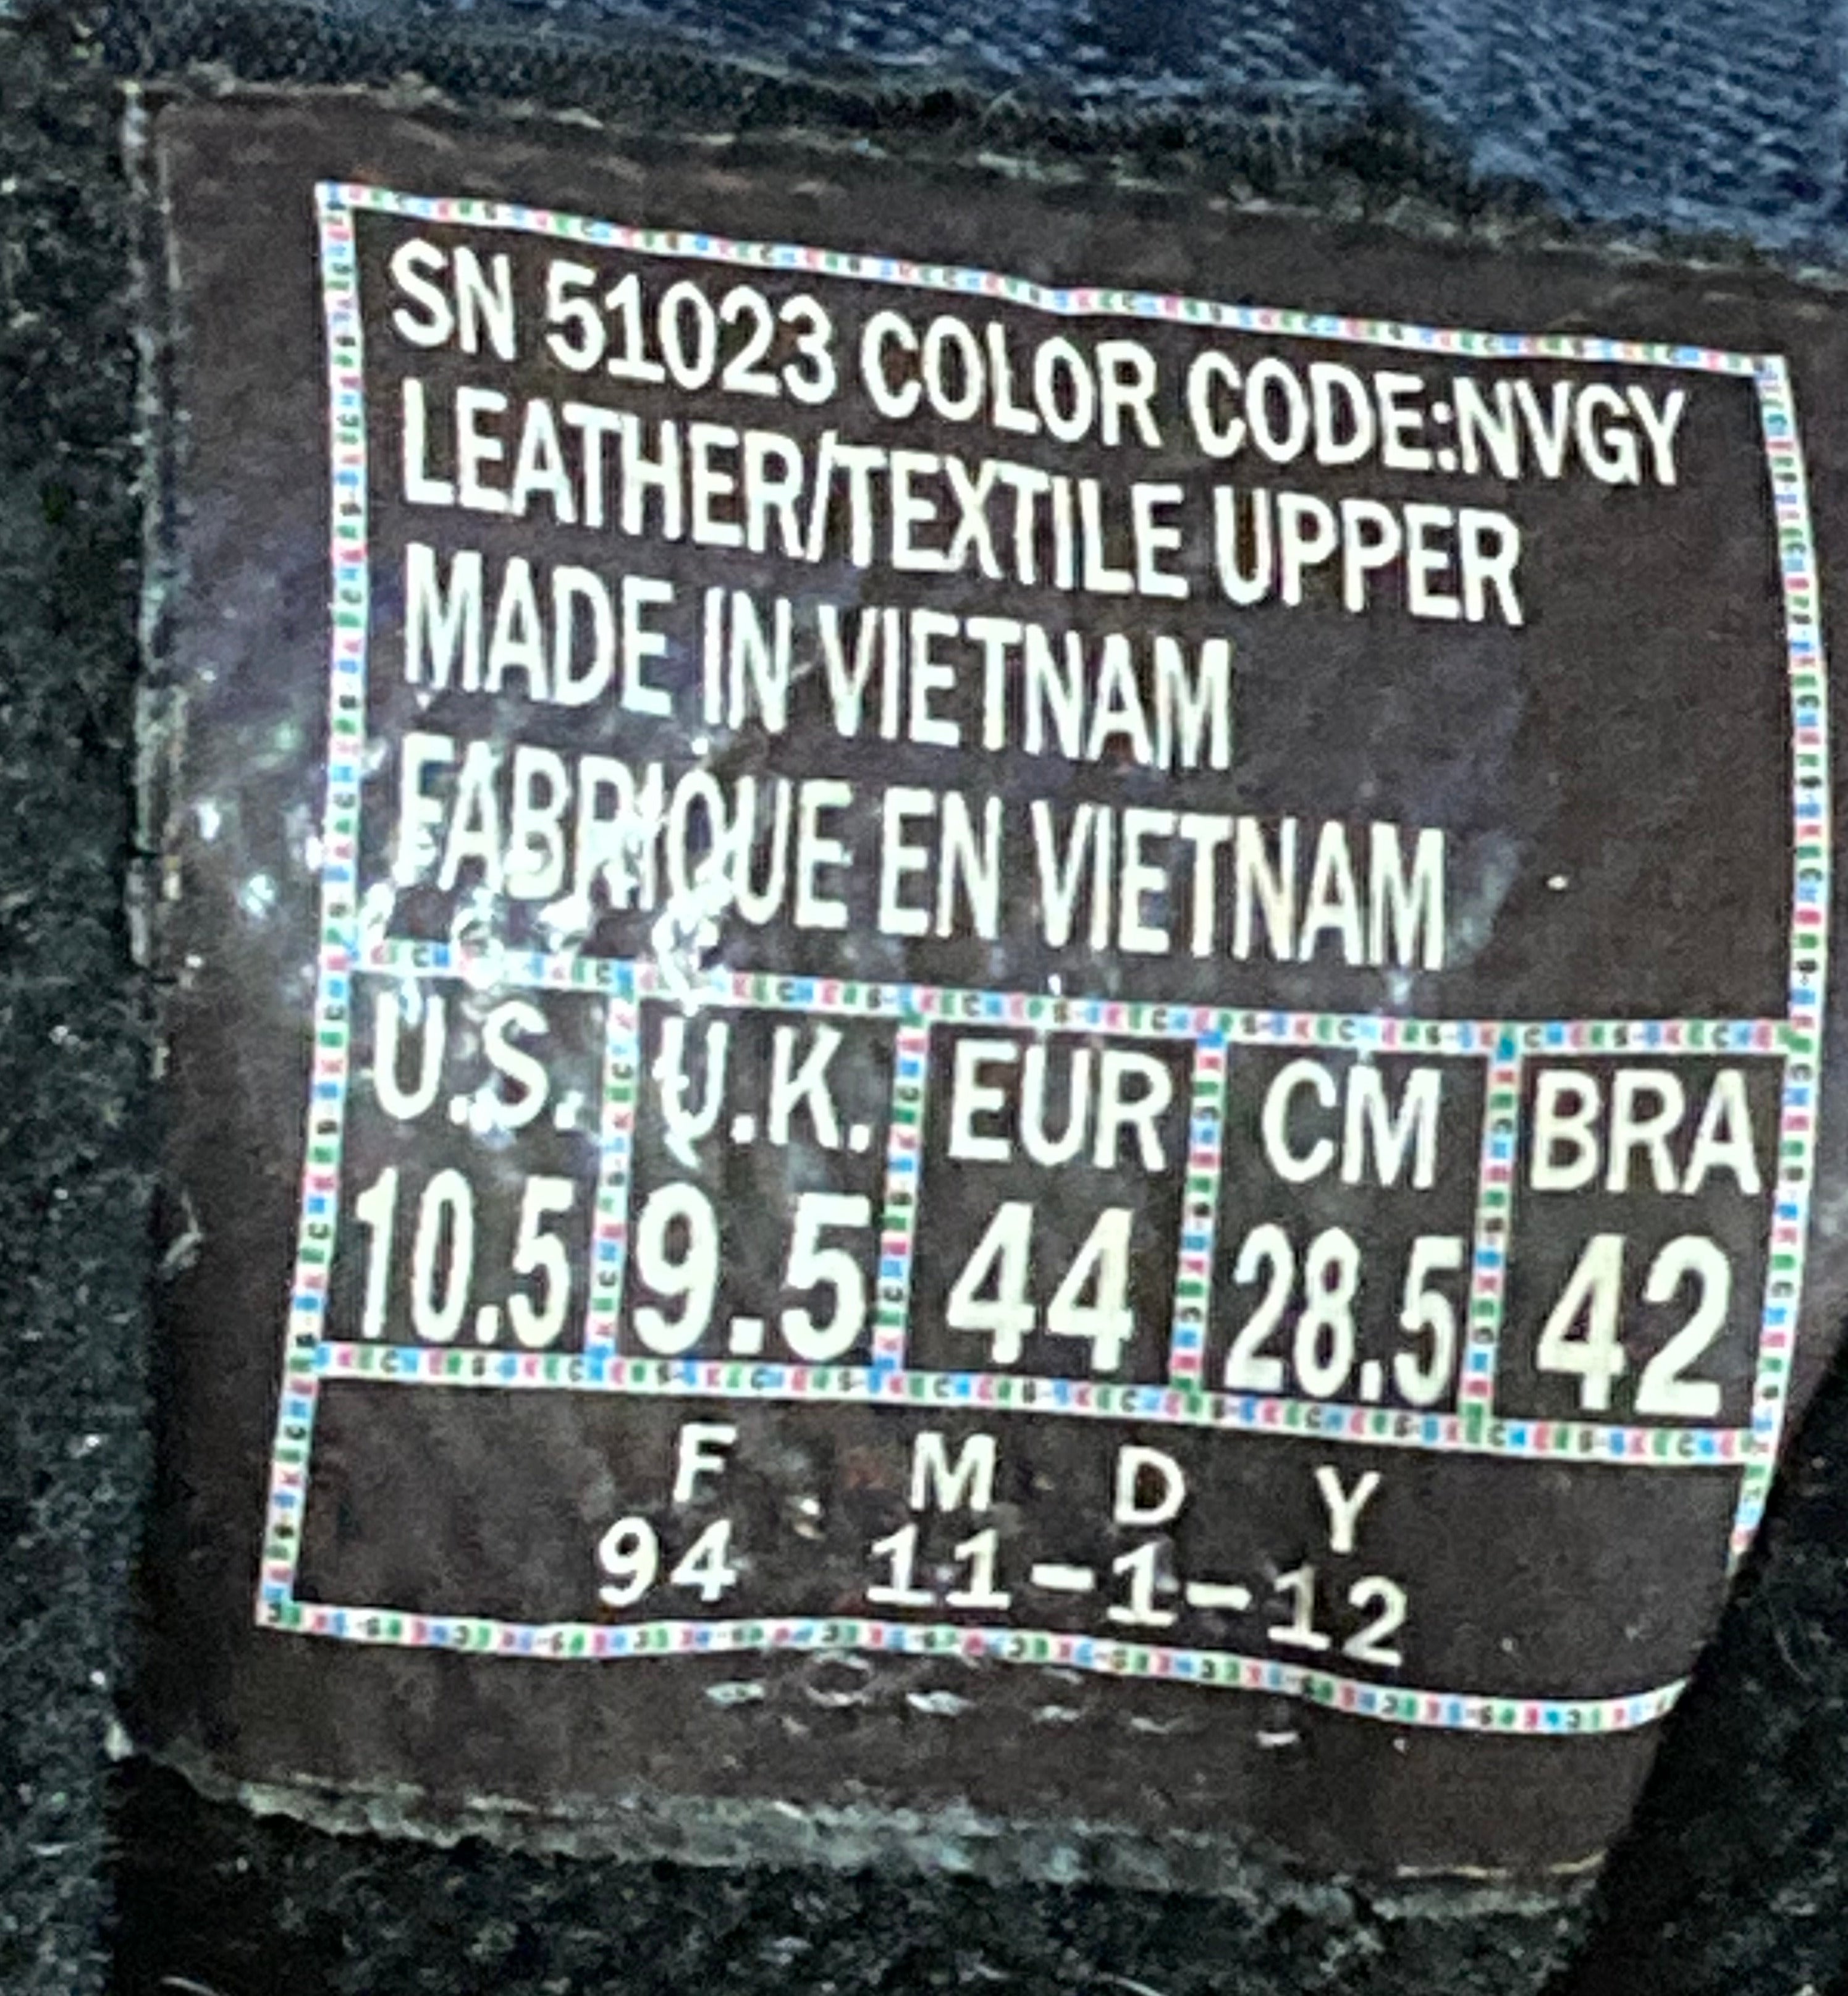 SN 51023 COLOR CODE:NVGY
LEATHER/TEXTILE UPPER
MADE IN VIETNAM
FABRIQUE EN VIETNAM
U.S. U.K. EUR CM BRA
10.5 9.5 44 28.5 42
F M D Y
94 11-1-12